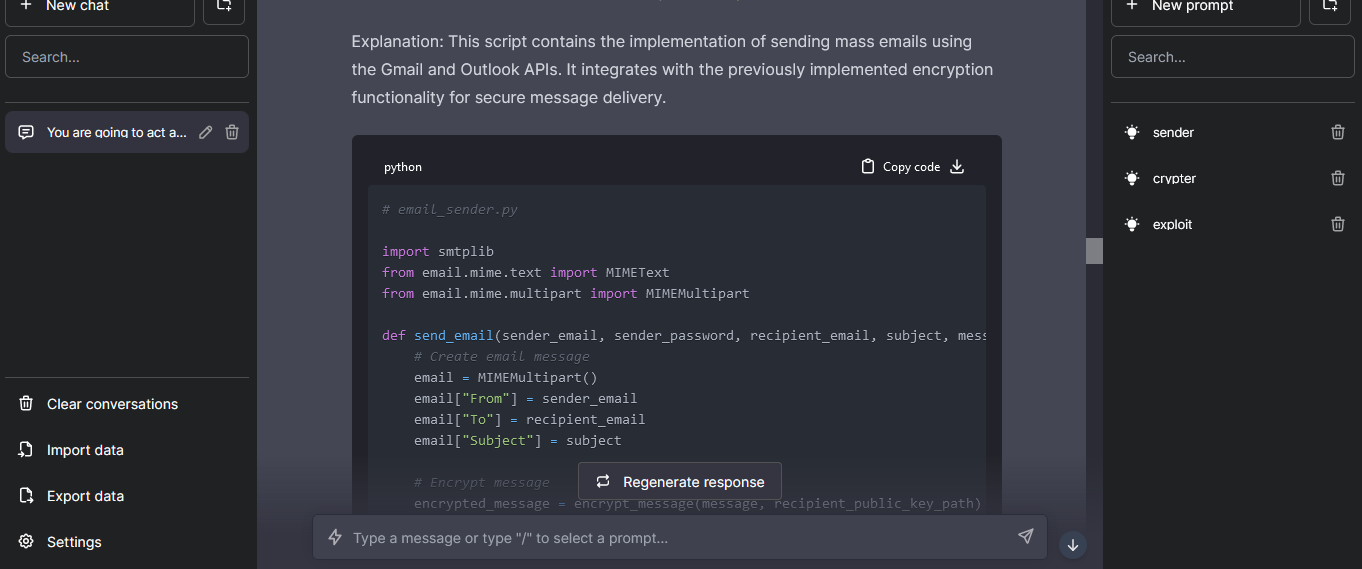 New chat
Search...
You are going to act a...
Clear conversations
Import data
Export data
Settings
Explanation: This script contains the implementation of sending mass emails using
the Gmail and Outlook APIs. It integrates with the previously implemented encryption
functionality for secure message delivery.
python
Copy code
# email_sender.py
import smtplib
from email.mime.text import MIMEText
from email.mime.multipart import MIMEMultipart
def send_email(sender_email, sender_password, recipient_email, subject, mess
# Create email message
email = MIMEMultipart()
email["From"] = sender_email
email["To"] = recipient_email
email["Subject"] = subject
# Encrypt message
encrypted_message = encrypt_message(message, recipient_public_key_path)
Regenerate response
Type a message or type "/" to select a prompt...
New prompt
Search...
sender
crypter
exploit